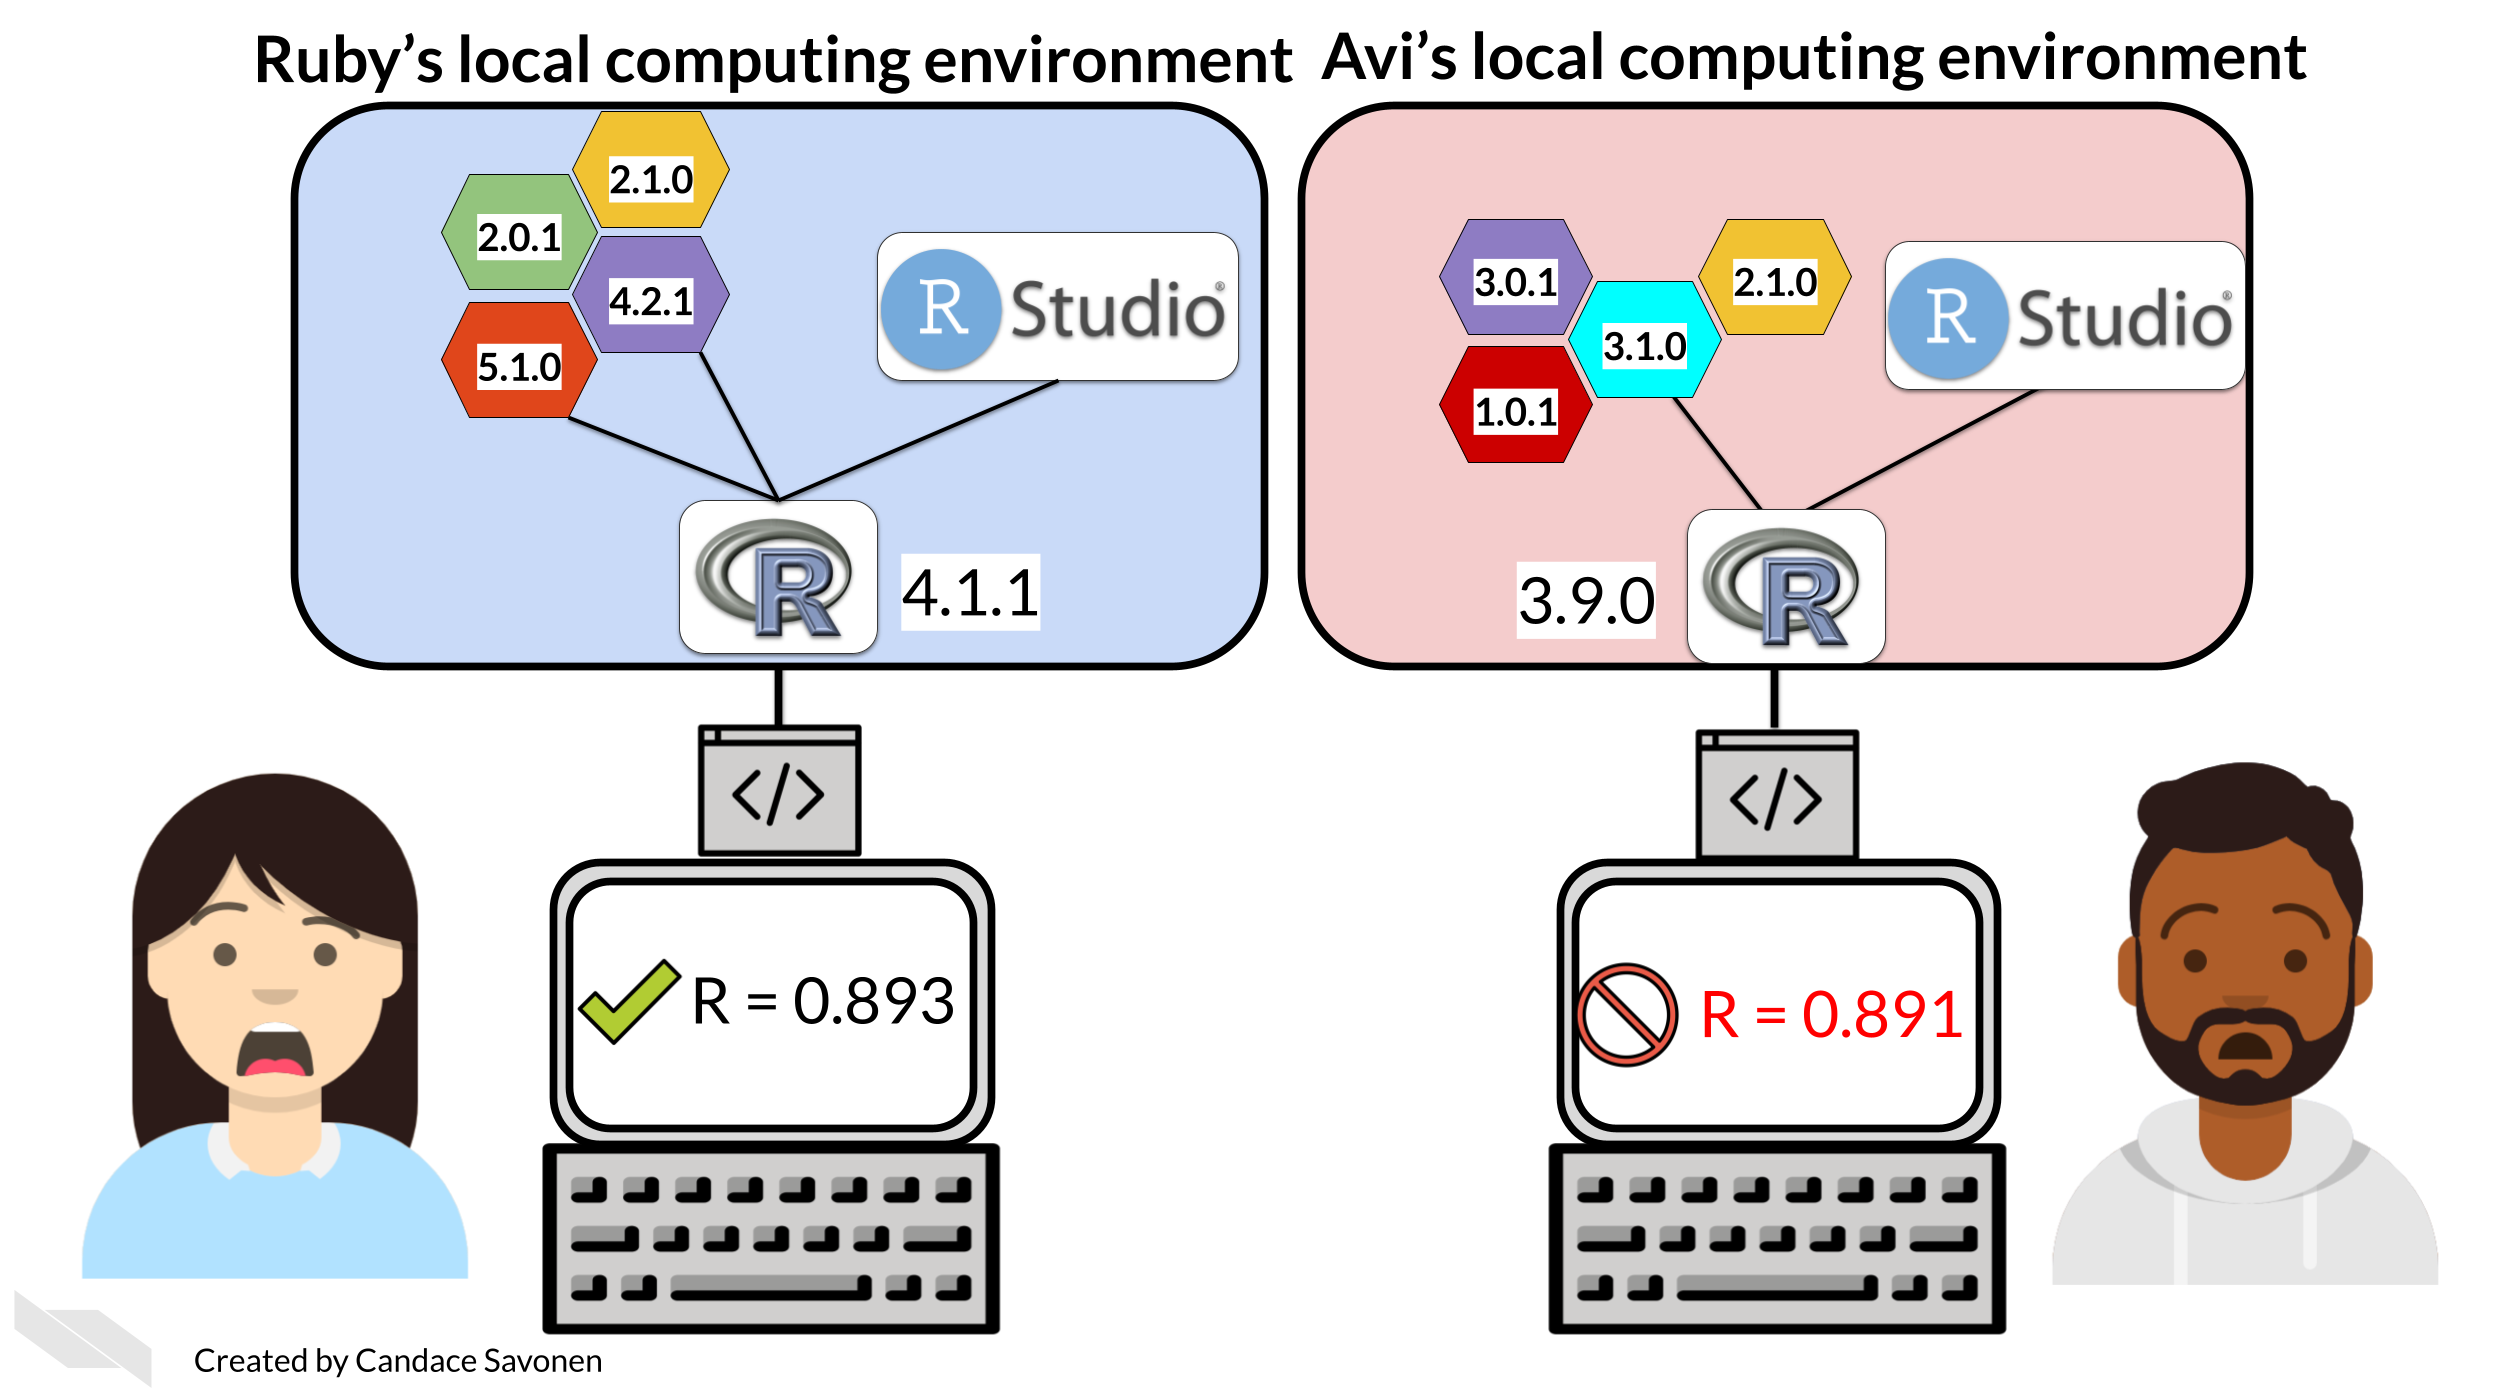 Ruby’s local computing environment
Avi’s local computing environment
2.1.0
2.0.1
4.2.1
5.1.0
R Studio®
R
4.1.1
3.0.1
2.1.0
3.1.0
1.0.1
R Studio®
3.9.0
R
</>
</>
R = 0.893
R = 0.891
Created by Candace Savonen